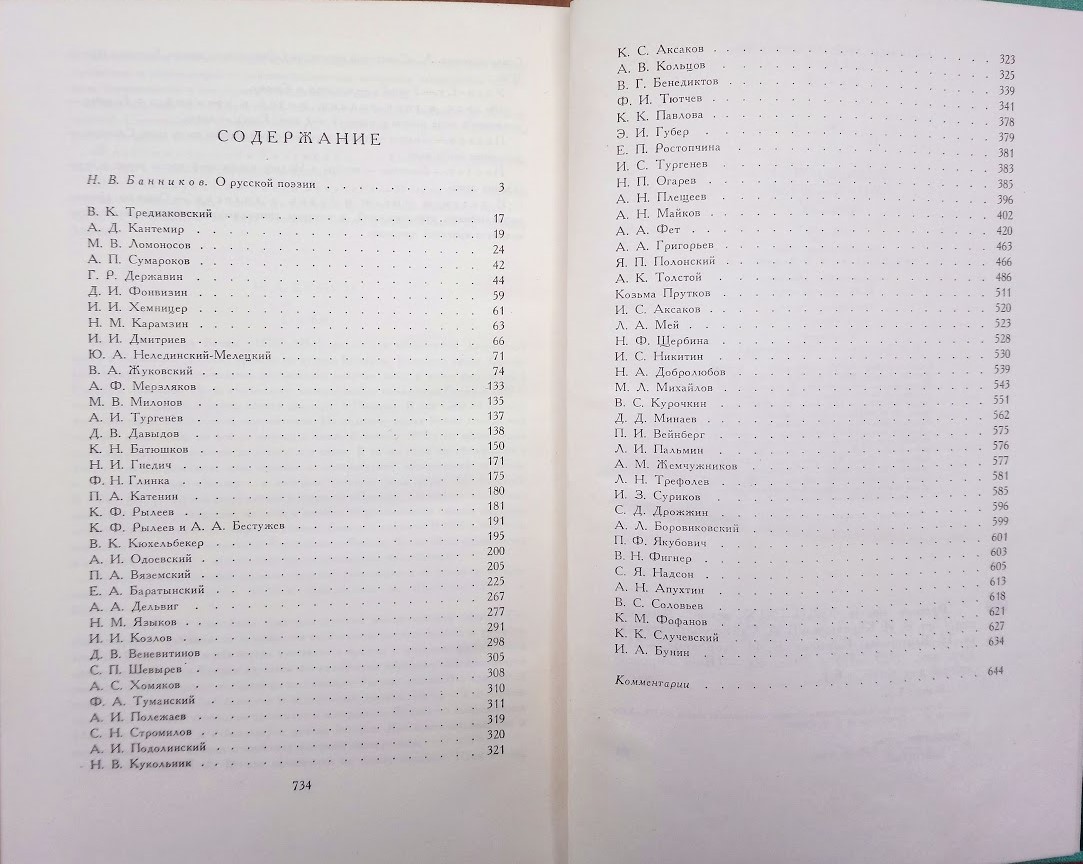 СОДЕРЖАНИЕ
Н. В. Банников. О русской поэзии . . . . . . . . . . 3
В. К. Тредиаковский . . . . . . . . . . 17
А. Д. Кантемир . . . . . . . . . . 19
М. В. Ломоносов . . . . . . . . . . 24
А. П. Сумароков . . . . . . . . . . 42
Г. Р. Державин . . . . . . . . . . 44
Д. И. Фонвизин . . . . . . . . . . 59
И. И. Хемницер . . . . . . . . . . 61
Н. М. Карамзин . . . . . . . . . . 63
И. И. Дмитриев . . . . . . . . . . 66
Ю. А. Нелединский-Мелецкий . . . . . . . . . . 71
В. А. Жуковский . . . . . . . . . . 74
А. Ф. Мерзляков . . . . . . . . . . 133
М. В. Милонов . . . . . . . . . . 135
А. И. Тургенев . . . . . . . . . . 137
Д. В. Давыдов . . . . . . . . . . 138
К. Н. Батюшков . . . . . . . . . . 150
Н. И. Гнедич . . . . . . . . . . 171
Ф. Н. Глинка . . . . . . . . . . 175
П. А. Катенин . . . . . . . . . . 180
К. Ф. Рылеев . . . . . . . . . . 181
К. Ф. Рылеев и А. А. Бестужев . . . . . . . . . . 191
В. К. Кюхельбекер . . . . . . . . . . 195
А. И. Одоевский . . . . . . . . . . 200
П. А. Вяземский . . . . . . . . . . 205
Е. А. Баратынский . . . . . . . . . . 225
А. А. Дельвиг . . . . . . . . . . 267
Н. М. Языков . . . . . . . . . . 277
И. И. Козлов . . . . . . . . . . 291
Д. В. Веневитинов . . . . . . . . . . 298
С. П. Шевырев . . . . . . . . . . 305
А. С. Хомяков . . . . . . . . . . 308
Ф. А. Туманский . . . . . . . . . . 310
А. И. Полежаев . . . . . . . . . . 311
С. Н. Стромилов . . . . . . . . . . 319
А. И. Подолинский . . . . . . . . . . 320
Н. В. Кукольник . . . . . . . . . . 321
734
К. С. Аксаков . . . . . . . . . . 323
А. В. Кольцов . . . . . . . . . . 325
В. Г. Бенедиктов . . . . . . . . . . 339
Ф. И. Тютчев . . . . . . . . . . 341
К. К. Павлова . . . . . . . . . . 378
Э. И. Губер . . . . . . . . . . 379
Е. П. Ростопчина . . . . . . . . . . 381
И. С. Тургенев . . . . . . . . . . 383
Н. П. Огарев . . . . . . . . . . 385
А. Н. Плещеев . . . . . . . . . . 396
А. Н. Майков . . . . . . . . . . 402
А. А. Фет . . . . . . . . . . 420
А. А. Григорьев . . . . . . . . . . 463
Я. П. Полонский . . . . . . . . . . 466
А. К. Толстой . . . . . . . . . . 486
Козьма Прутков . . . . . . . . . . 511
И. С. Аксаков . . . . . . . . . . 520
Л. А. Мей . . . . . . . . . . 523
Н. Ф. Щербина . . . . . . . . . . 528
И. С. Никитин . . . . . . . . . . 530
Н. А. Добролюбов . . . . . . . . . . 539
М. Л. Михайлов . . . . . . . . . . 543
В. С. Курочкин . . . . . . . . . . 551
Д. Д. Минаев . . . . . . . . . . 562
П. И. Вейнберг . . . . . . . . . . 575
Л. И. Пальмин . . . . . . . . . . 576
А. М. Жемчужников . . . . . . . . . . 577
Л. Н. Трефолев . . . . . . . . . . 581
И. З. Суриков . . . . . . . . . . 585
С. Д. Дрожжин . . . . . . . . . . 596
А. Л. Боровиковский . . . . . . . . . . 599
П. Ф. Якубович . . . . . . . . . . 601
В. Н. Фигнер . . . . . . . . . . 603
С. Я. Надсон . . . . . . . . . . 605
А. Н. Апухтин . . . . . . . . . . 613
В. С. Соловьев . . . . . . . . . . 618
К. М. Фофанов . . . . . . . . . . 621
К. К. Случевский . . . . . . . . . . 627
И. А. Бунин . . . . . . . . . . 634
Комментарии . . . . . . . . . . 644